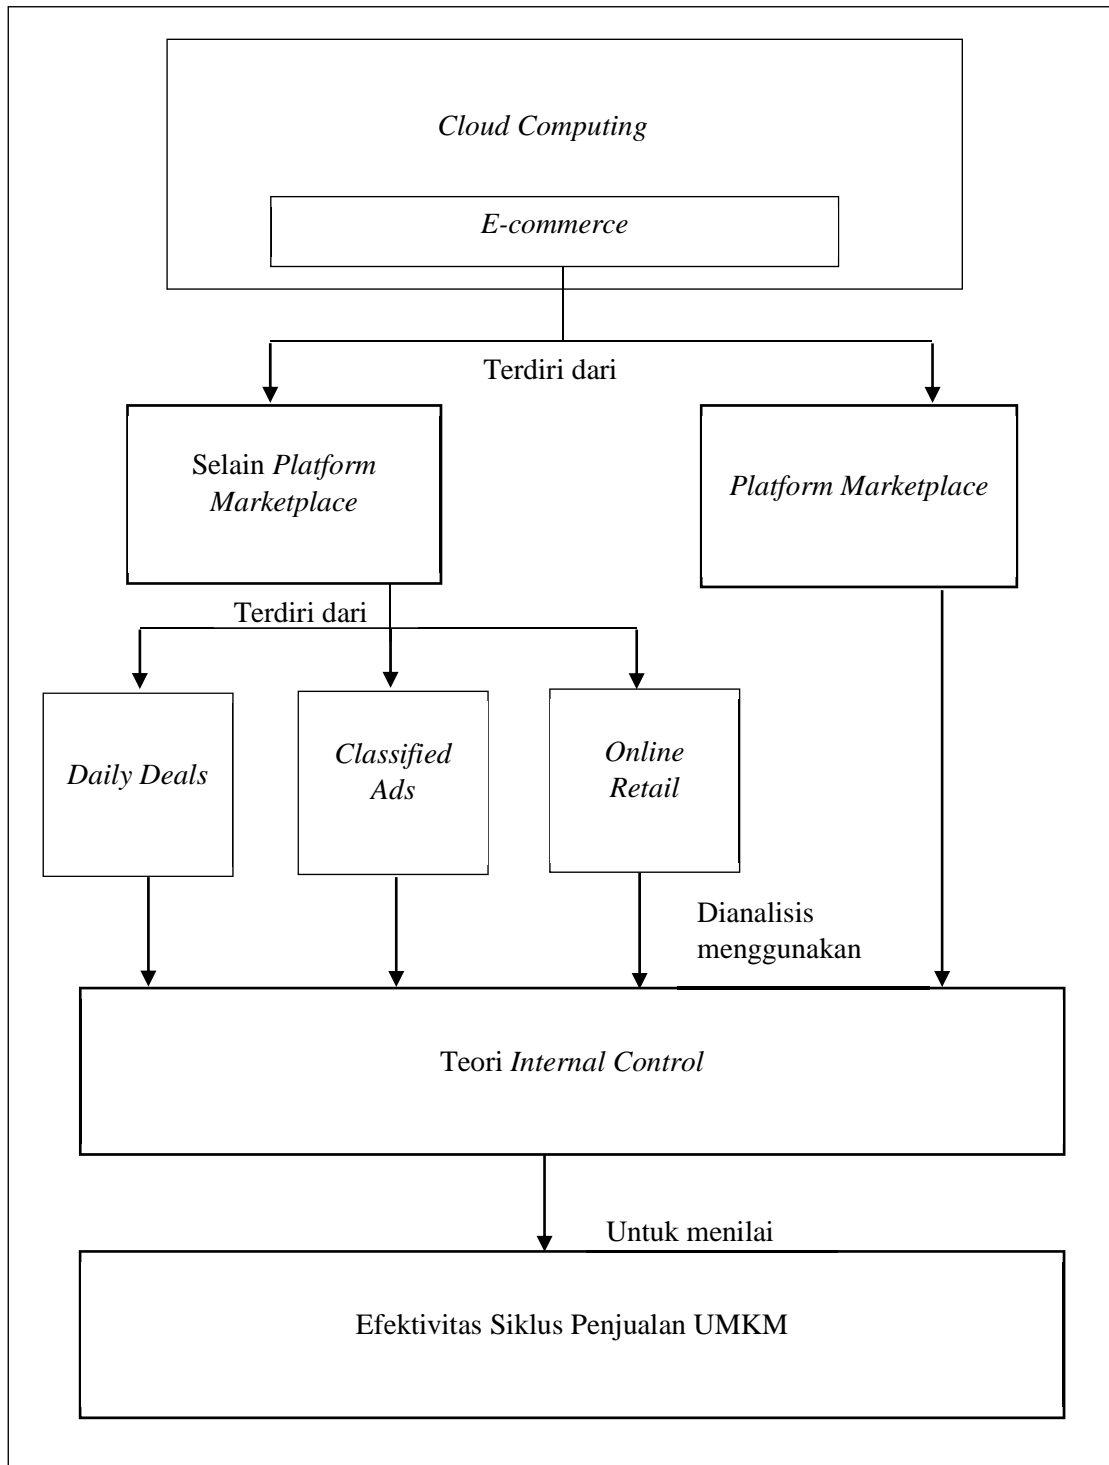 Cloud Computing
E-commerce
Terdiri dari
Selain Platform
Marketplace
Platform Marketplace
Terdiri dari
Daily Deals
Classified
Ads
Online
Retail
Dianalisis
menggunakan
Teori Internal Control
Untuk menilai
Efektivitas Siklus Penjualan UMKM